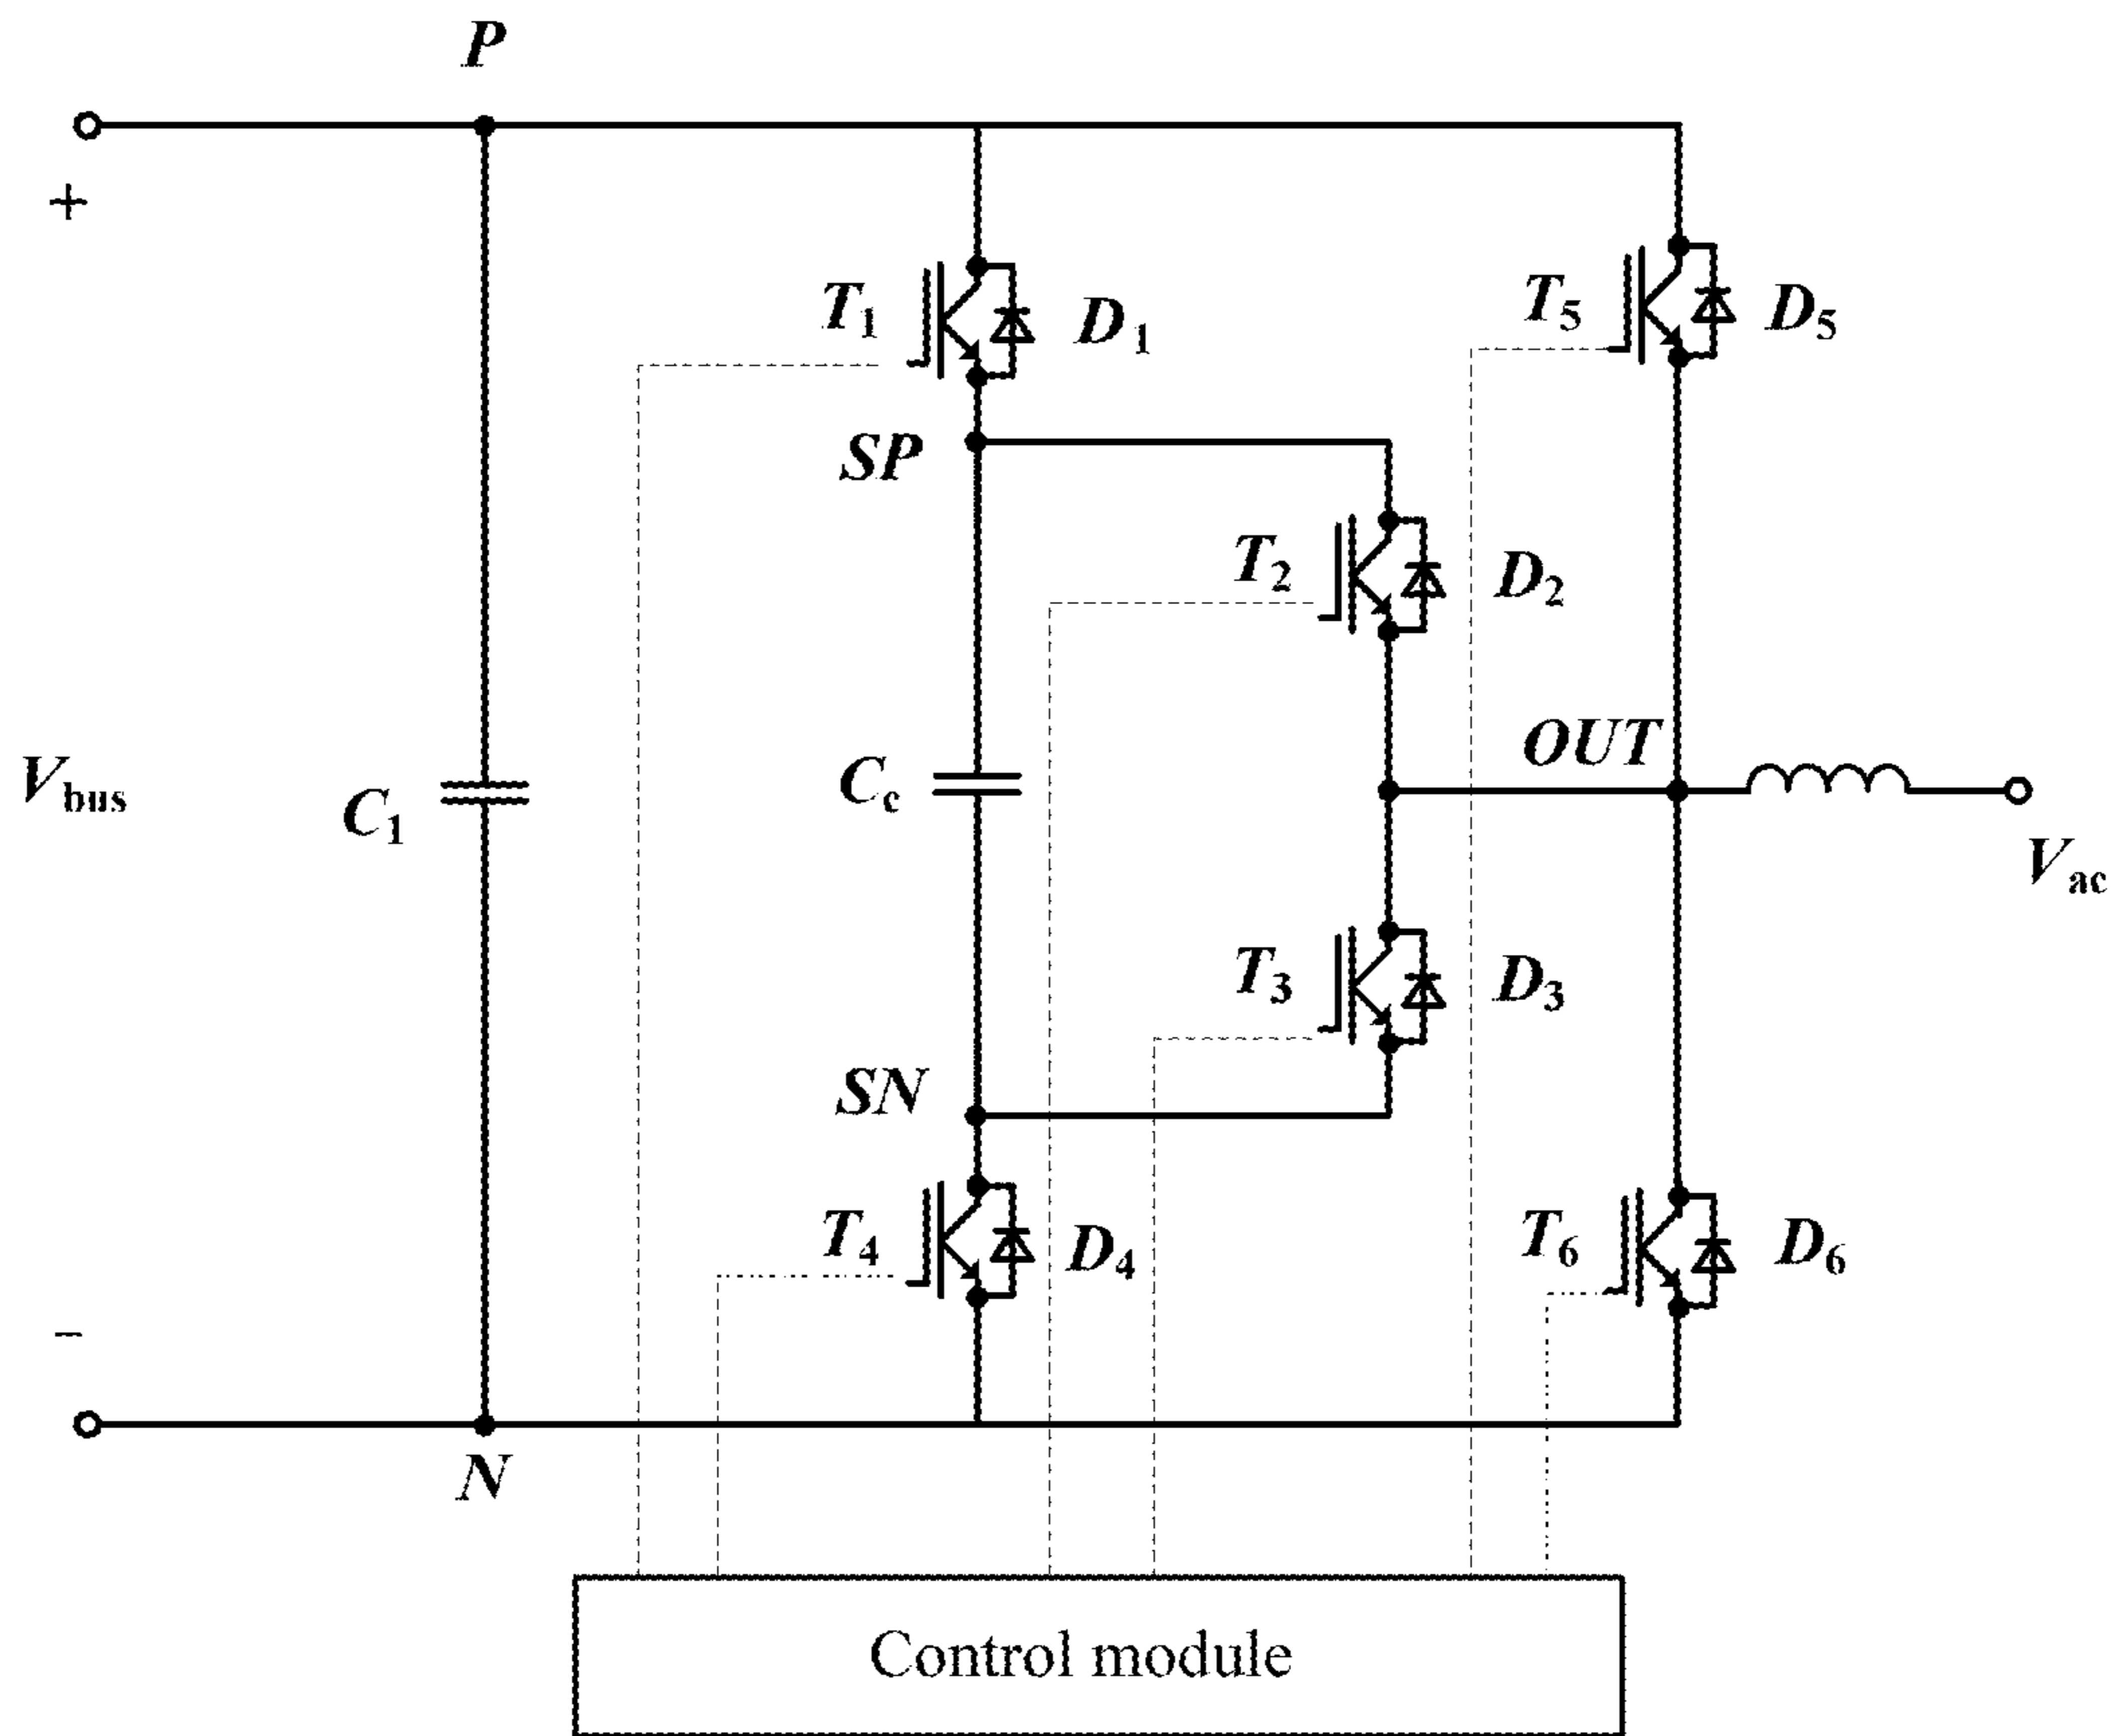 P
+
T1
D1
T5
D5
SP
T2
D2
OUT
Vbus
C1
Cc
Vac
T3
D3
SN
T4
D4
T6
D6
−
N
Control module